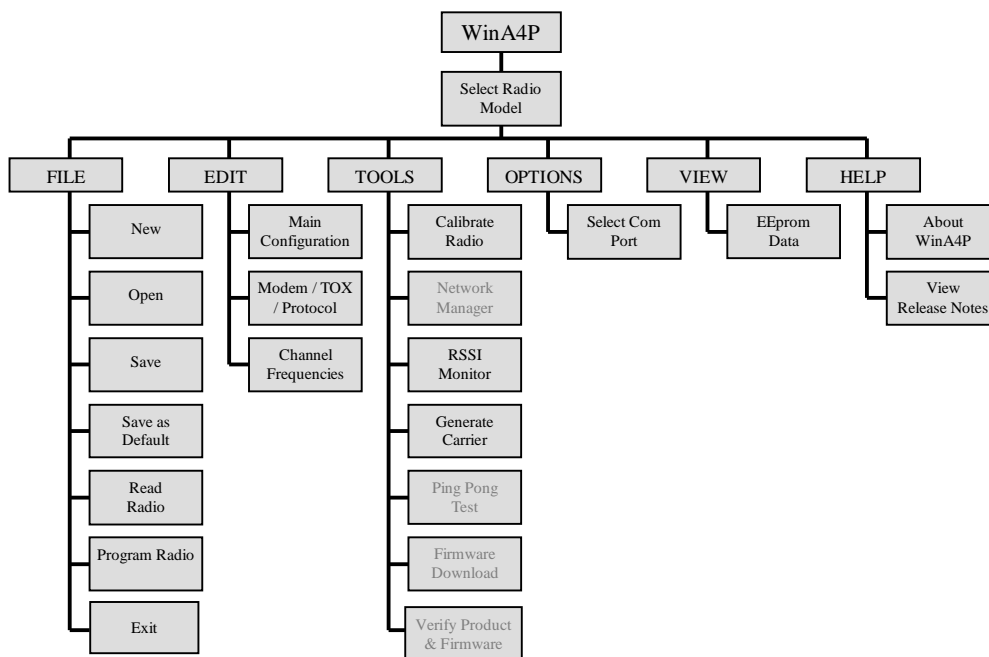 WinA4P
Select Radio
Model
FILE
EDIT
TOOLS
OPTIONS
VIEW
HELP
New
Open
Save
Save as
Default
Read
Radio
Program Radio
Exit
Main
Configuration
Modem / TOX
/ Protocol
Channel
Frequencies
Calibrate
Radio
Network
Manager
RSSI
Monitor
Generate
Carrier
Ping Pong
Test
Firmware
Download
Verify Product
& Firmware
Select Com
Port
EEprom
Data
About
WinA4P
View
Release Notes